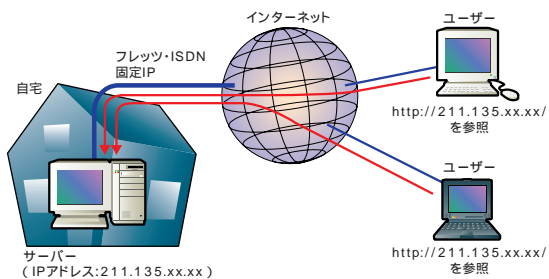 インターネット
ユーザー
フレッツ・ISDN
固定IP
自宅
http://211.135.xx.xx/
を参照
ユーザー
http://211.135.xx.xx/
を参照
サーバー
(IPアドレス:211.135.xx.xx)